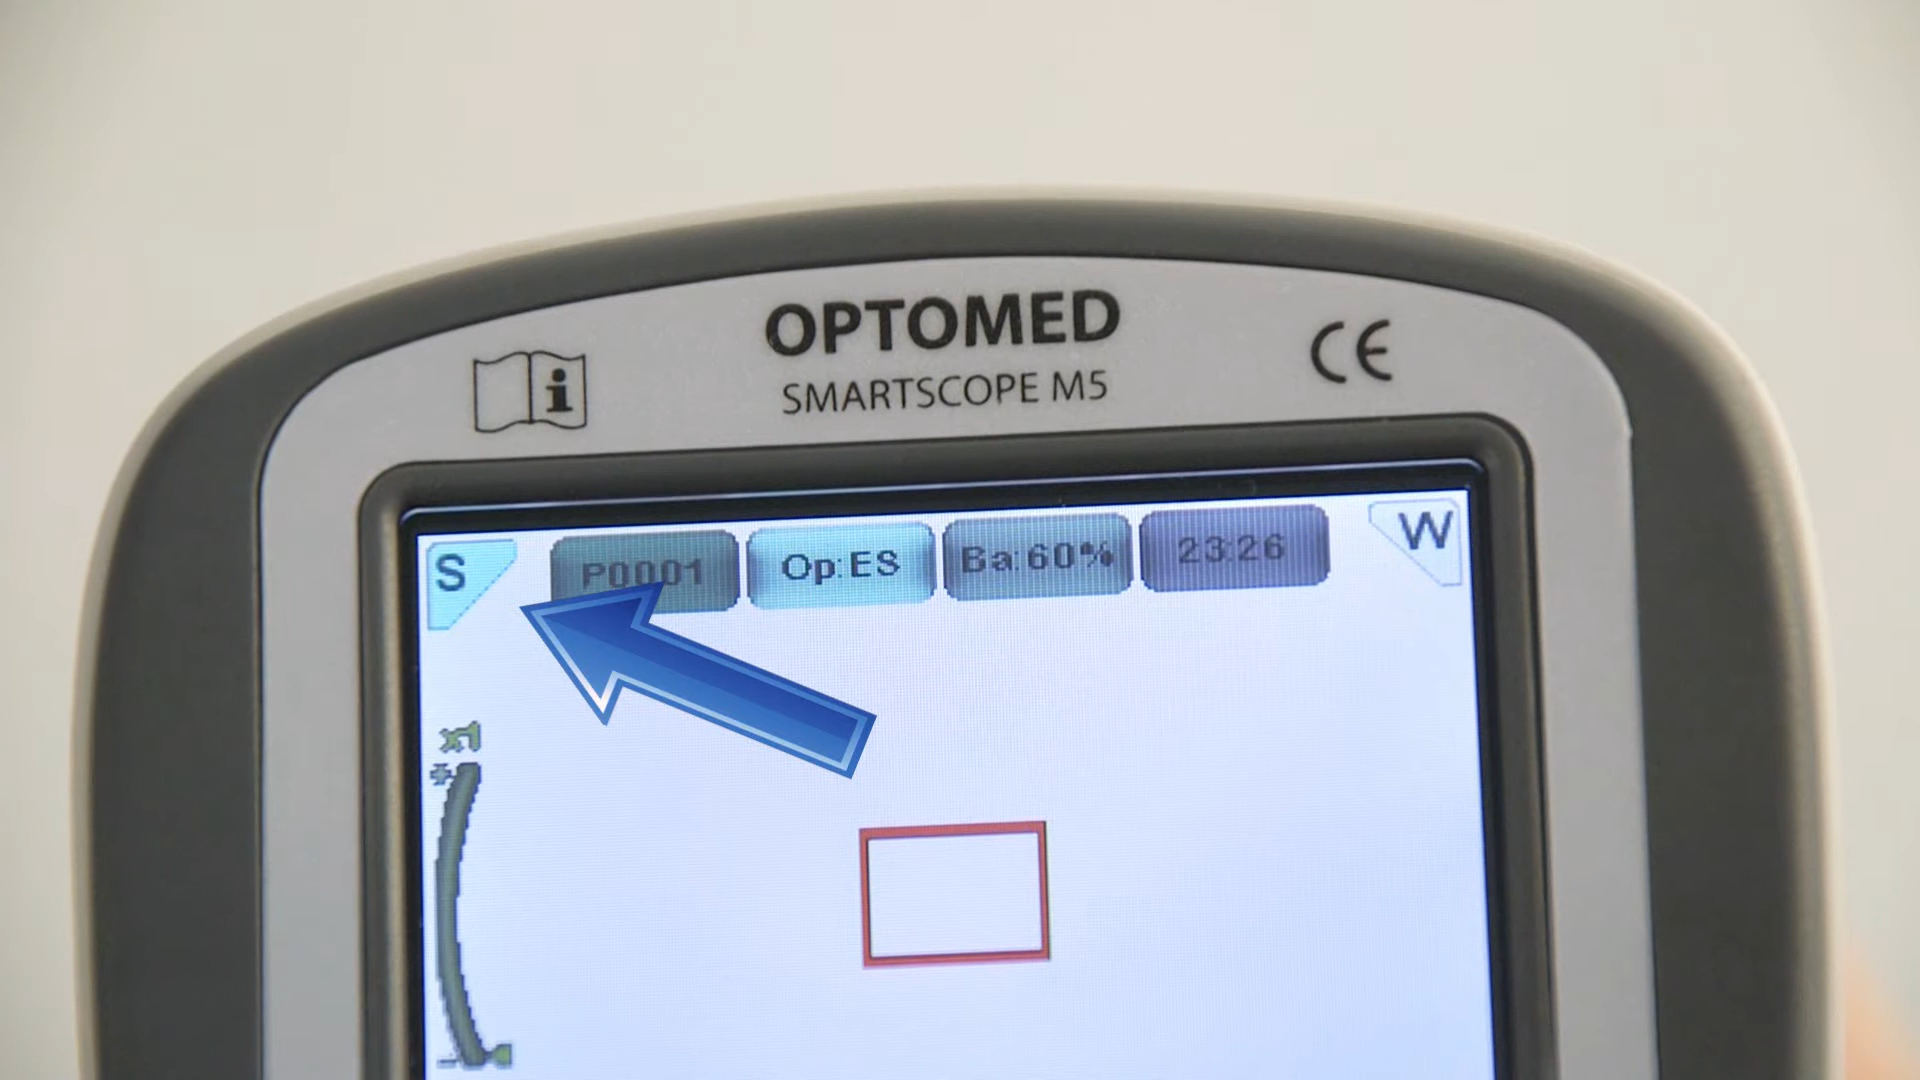 OPTOMED
i
CE
SMARTSCOPE M5
S
P0001
Op:ES
Ba:60%
23:26
W
x1